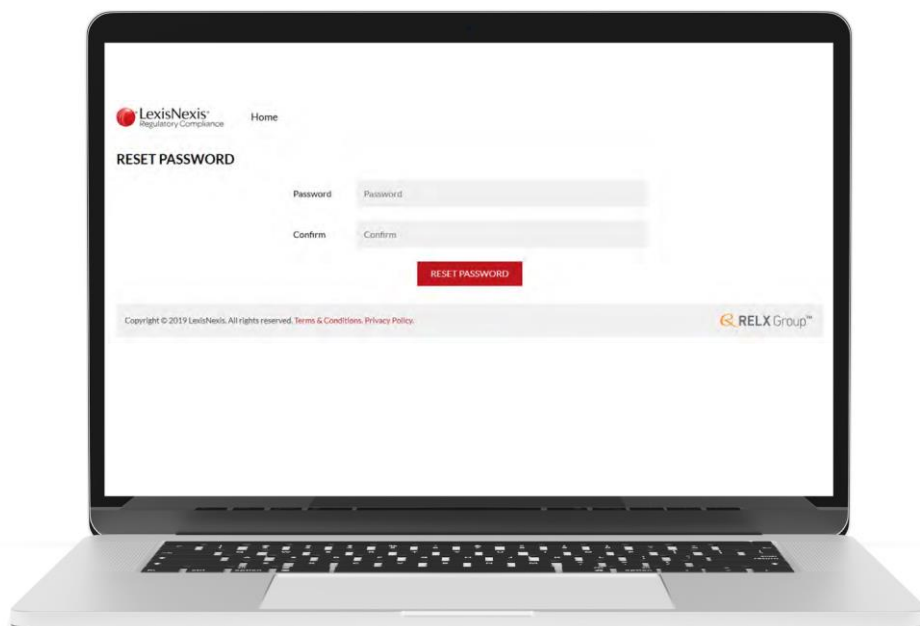 LexisNexis®
Regulatory Compliance
Home
RESET PASSWORD
Password
Password
Confirm
Confirm
RESET PASSWORD
Copyright © 2019 LexisNexis. All rights reserved. Terms & Conditions. Privacy Policy.
RELX Group™